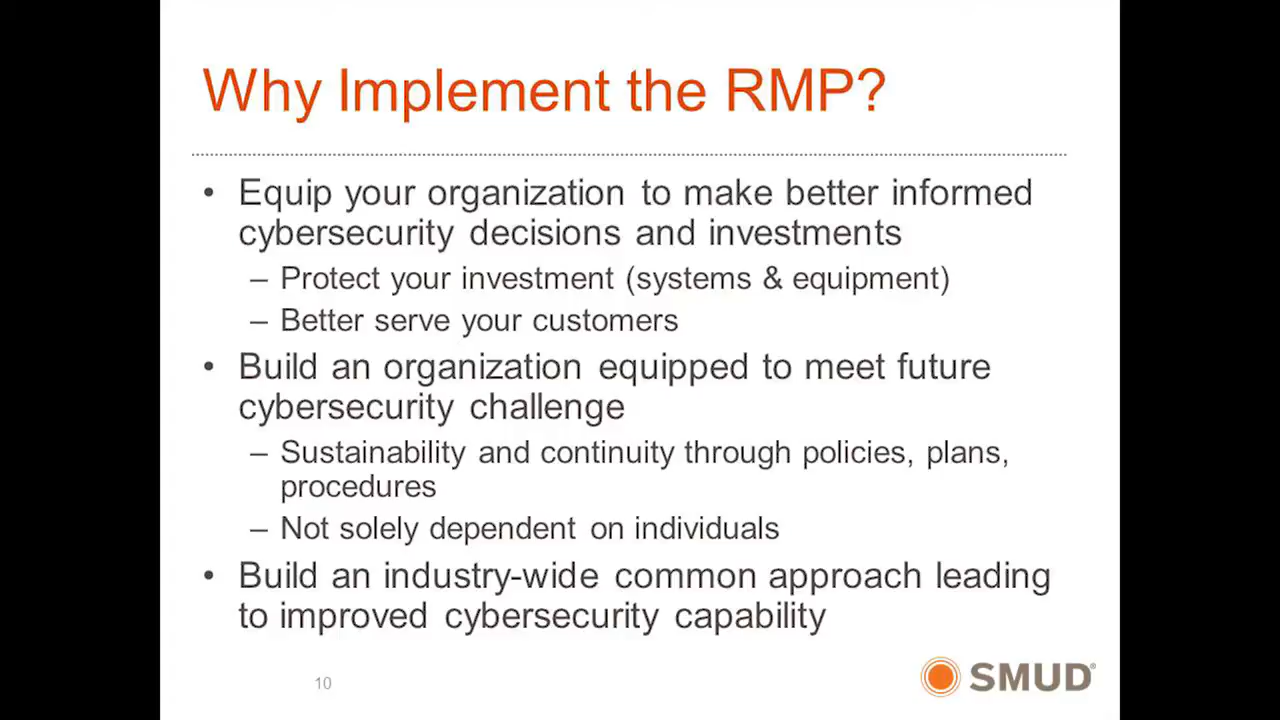 Why Implement the RMP?
• Equip your organization to make better informed
cybersecurity decisions and investments
– Protect your investment (systems & equipment)
– Better serve your customers
• Build an organization equipped to meet future
cybersecurity challenge
– Sustainability and continuity through policies, plans,
procedures
– Not solely dependent on individuals
• Build an industry-wide common approach leading
to improved cybersecurity capability
10
SMUD®